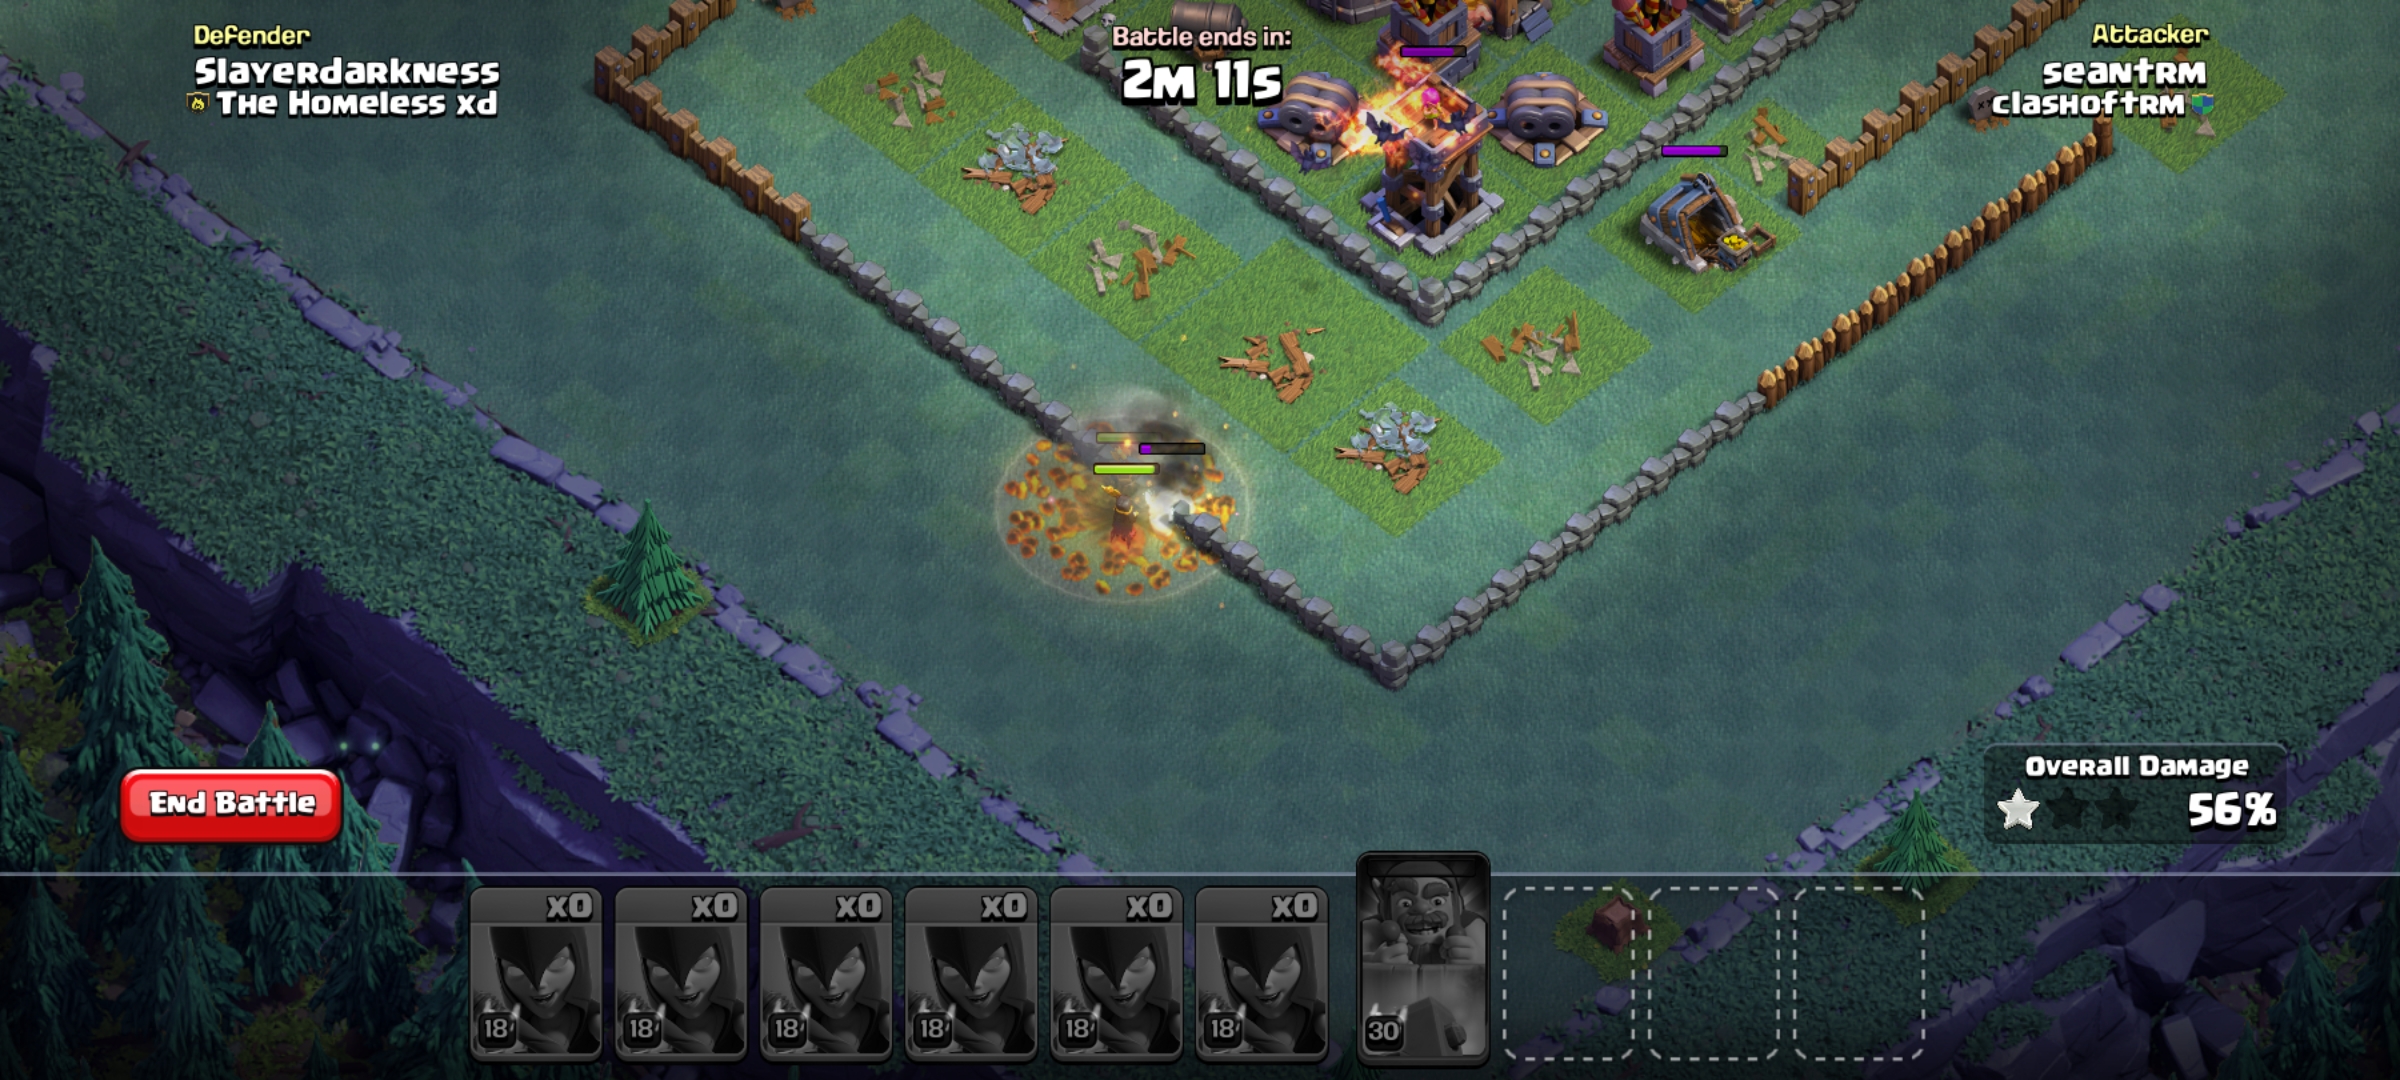 Defender
Slayerdarkness
The Homeless xd
Battle ends in:
2m 11s
Attacker
seantrm
clashoftrm
End Battle
Overall Damage
56%
x0
x0
x0
x0
x0
x0
18
18
18
18
18
18
30